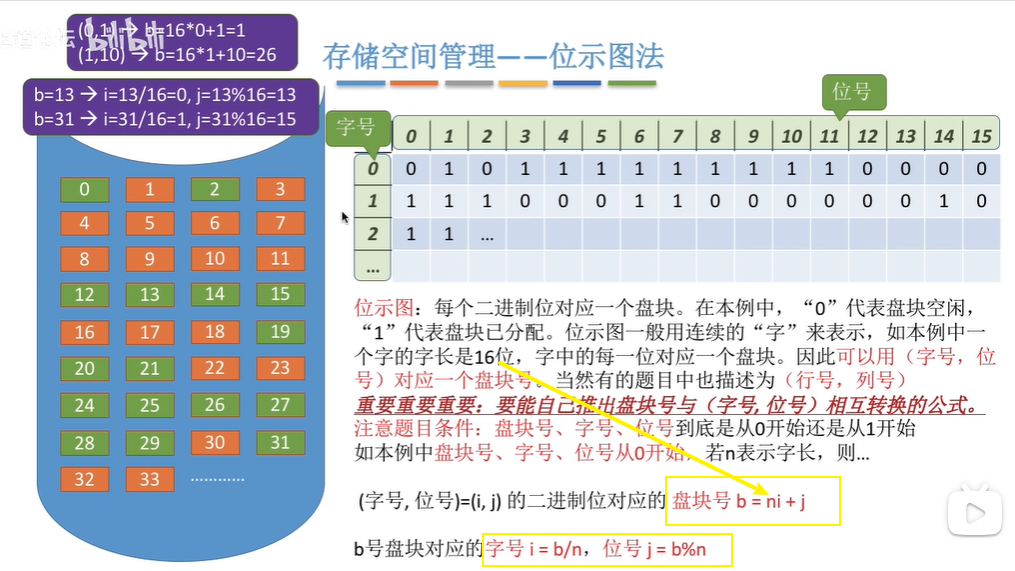 (0,1) → b=16*0+1=1
(1,10) → b=16*1+10=26
bilibili
b=13 → i=13/16=0, j=13%16=13
b=31 → i=31/16=1, j=31%16=15
存储空间管理——位示图法
位号
字号
0 1 2 3 4 5 6 7 8 9 10 11 12 13 14 15
0 0 1 0 1 1 1 1 1 1 1 1 1 0 0 0 0
1 1 1 1 0 0 0 1 1 0 0 0 0 0 0 1 0
2 1 1 ...
...
0 1 2 3
4 5 6 7
8 9 10 11
12 13 14 15
16 17 18 19
20 21 22 23
24 25 26 27
28 29 30 31
32 33 …………
位示图：每个二进制位对应一个盘块。在本例中，“0”代表盘块空闲，
“1”代表盘块已分配。位示图一般用连续的“字”来表示，如本例中一
个字的字长是16位，字中的每一位对应一个盘块。因此可以用（字号，位
号）对应一个盘块号。当然有的题目中也描述为（行号，列号）
重要重要重要：要能自己推出盘块号与（字号, 位号）相互转换的公式。
注意题目条件：盘块号、字号、位号到底是从0开始还是从1开始
如本例中盘块号、字号、位号从0开始，若n表示字长，则...
(字号, 位号)=(i, j) 的二进制位对应的 盘块号 b = ni + j
b号盘块对应的 字号 i = b/n，位号 j = b%n